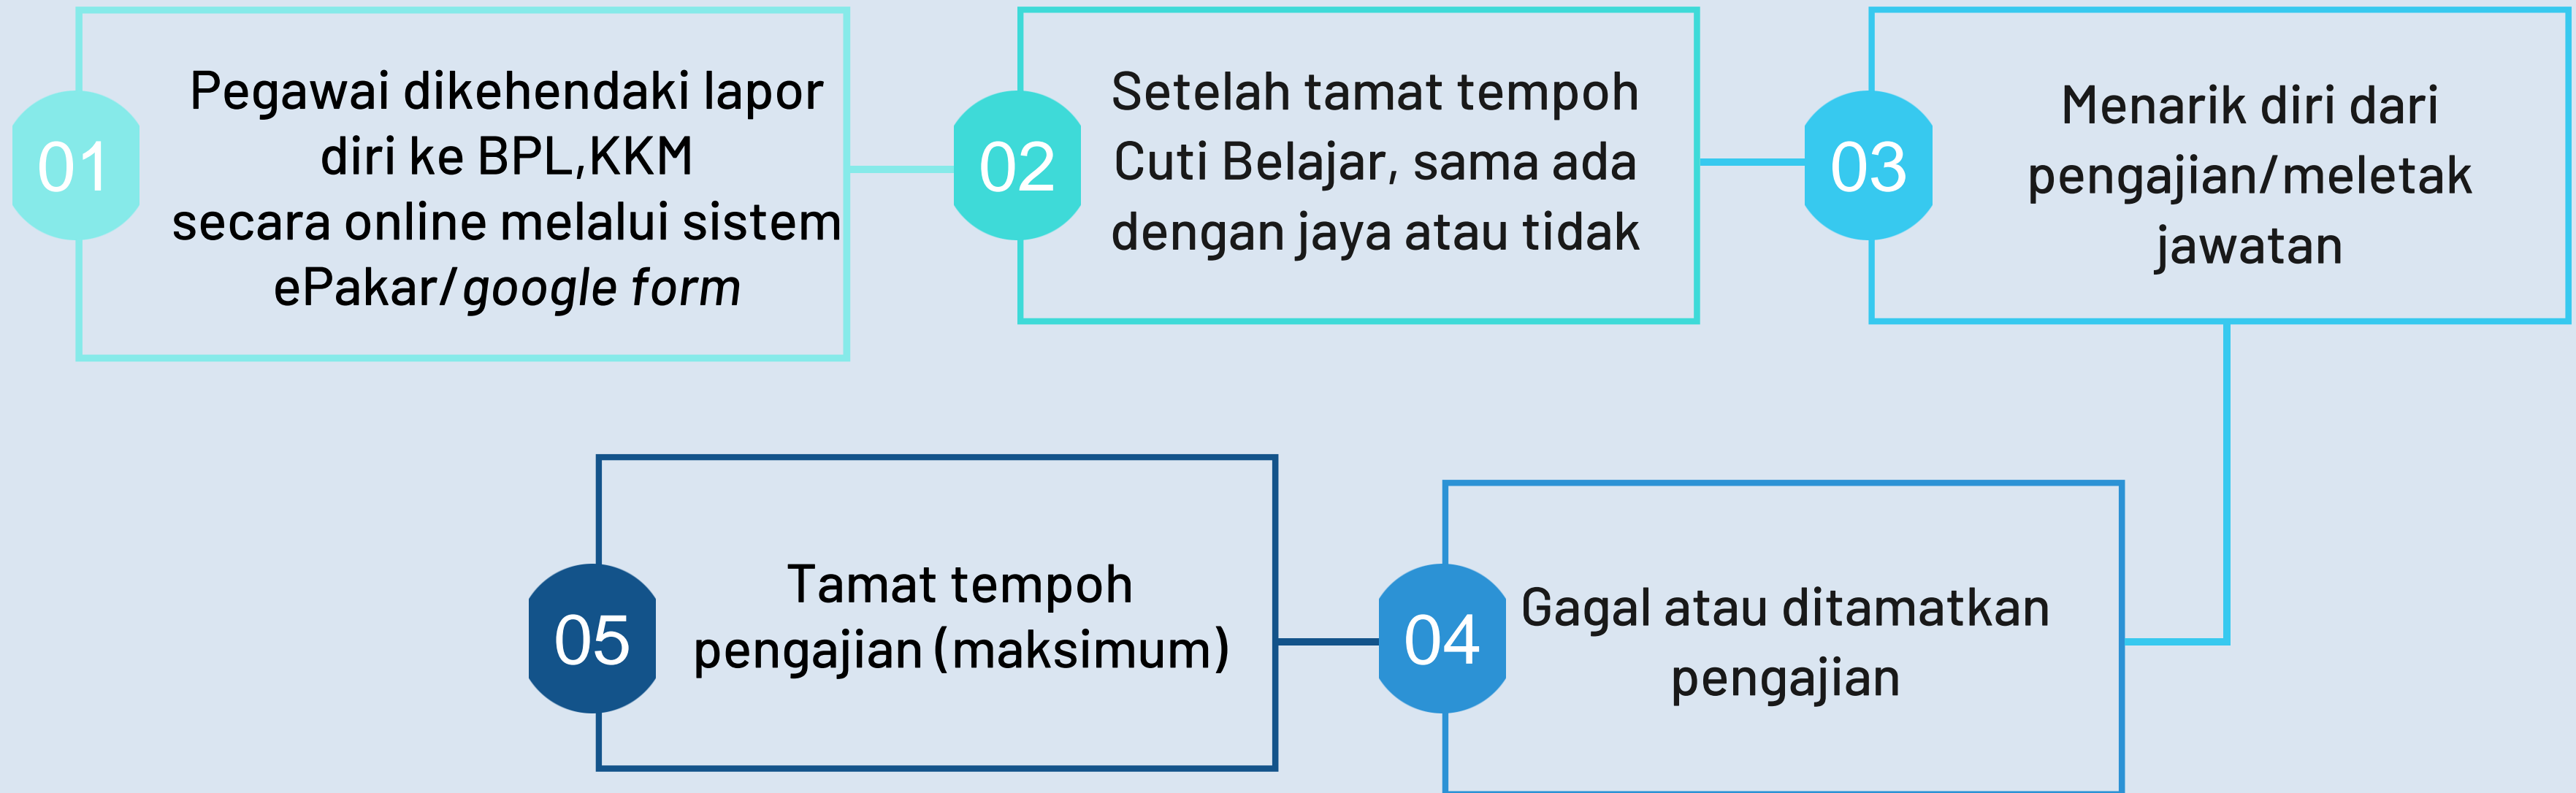 01
Pegawai dikehendaki lapor
diri ke BPL,KKM
secara online melalui sistem
ePakar/google form
02
Setelah tamat tempoh
Cuti Belajar, sama ada
dengan jaya atau tidak
03
Menarik diri dari
pengajian/meletak
jawatan
04
Gagal atau ditamatkan
pengajian
05
Tamat tempoh
pengajian (maksimum)